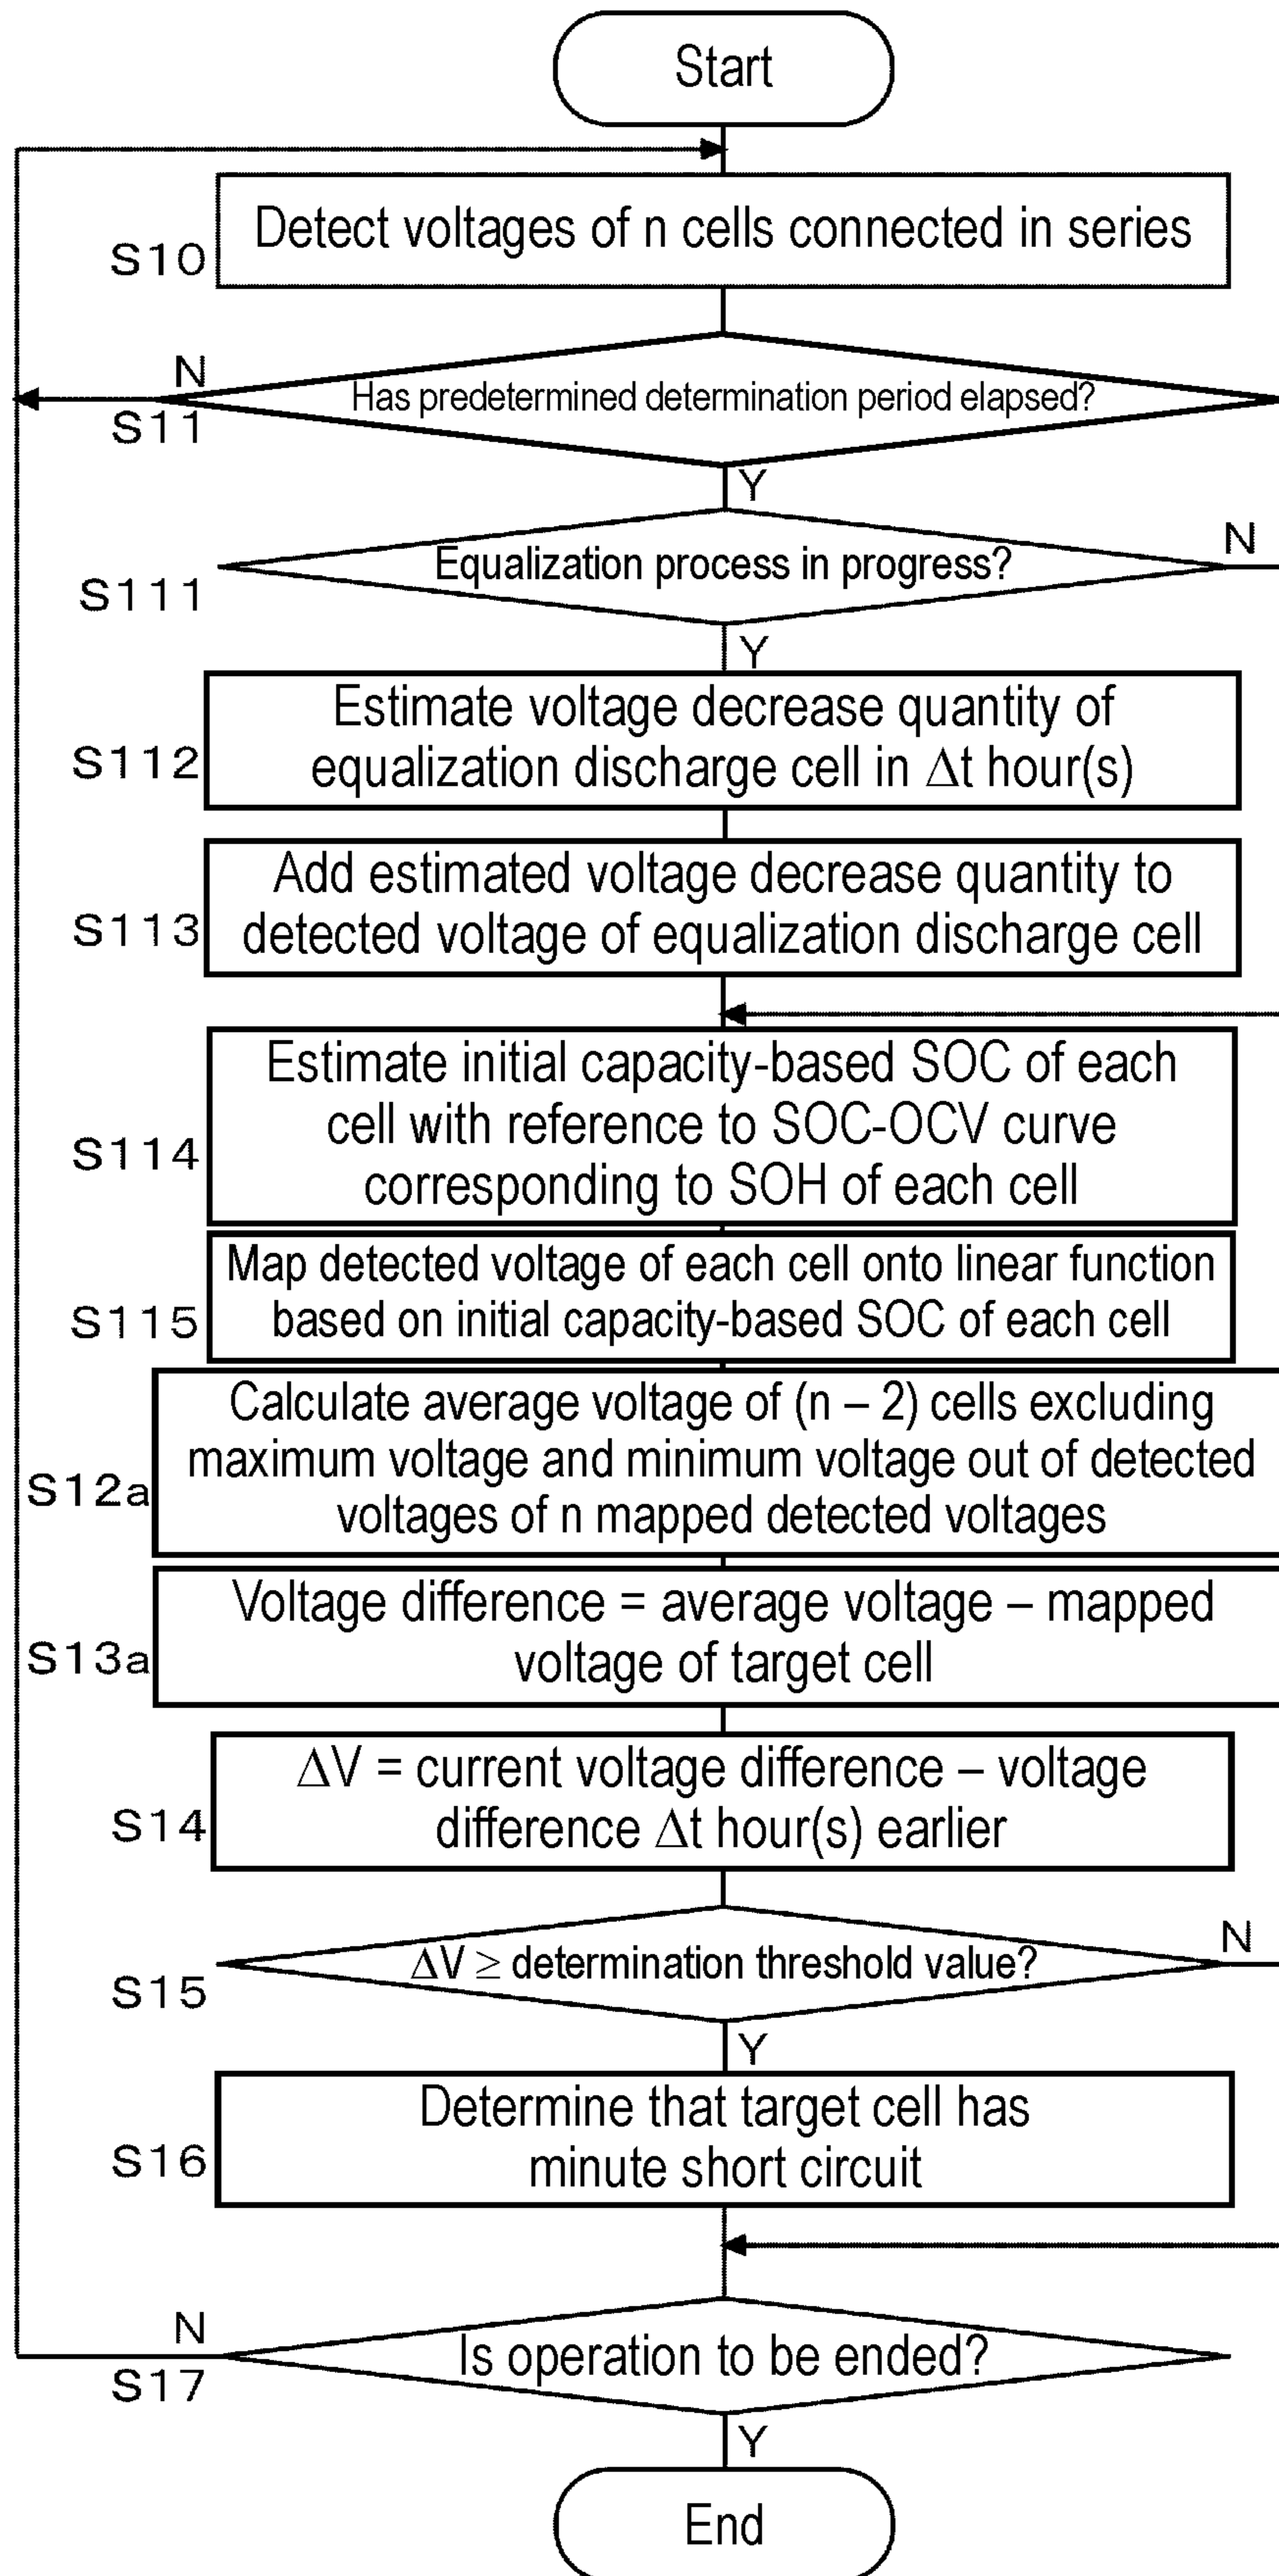 Start
Detect voltages of n cells connected in series
S10
N
Has predetermined determination period elapsed?
S11
Y
Equalization process in progress?
N
S111
Y
Estimate voltage decrease quantity of
equalization discharge cell in Δt hour(s)
S112
Add estimated voltage decrease quantity to
detected voltage of equalization discharge cell
S113
Estimate initial capacity-based SOC of each
cell with reference to SOC-OCV curve
corresponding to SOH of each cell
S114
Map detected voltage of each cell onto linear function
based on initial capacity-based SOC of each cell
S115
Calculate average voltage of (n – 2) cells excluding
maximum voltage and minimum voltage out of detected
voltages of n mapped detected voltages
S12a
Voltage difference = average voltage – mapped
voltage of target cell
S13a
ΔV = current voltage difference – voltage
difference Δt hour(s) earlier
S14
ΔV ≥ determination threshold value?
N
S15
Y
Determine that target cell has
minute short circuit
S16
N
Is operation to be ended?
S17
Y
End